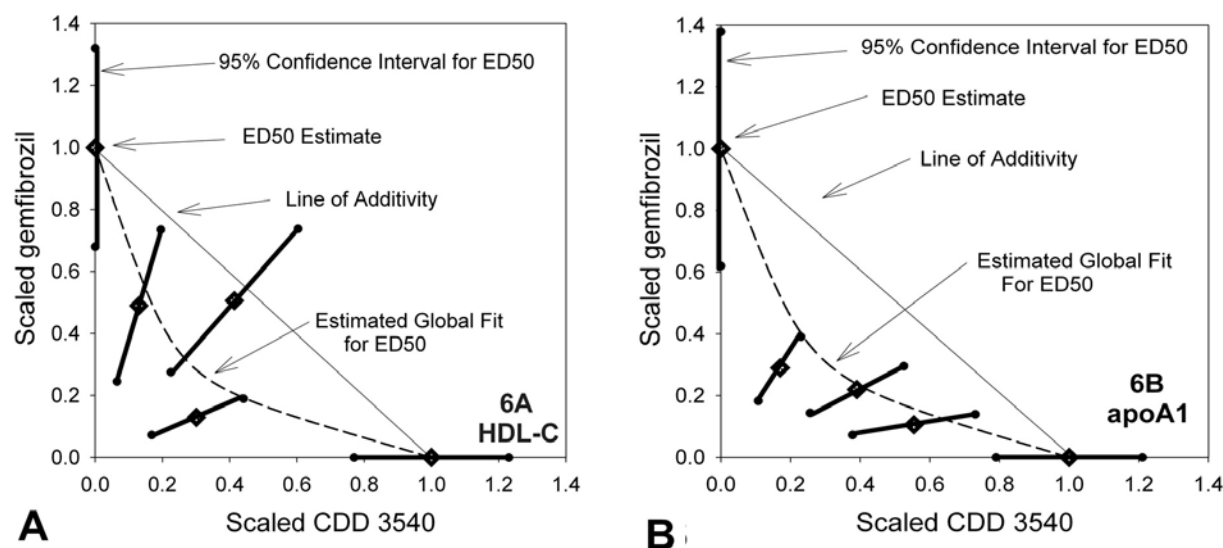 1.4
1.2
1.0
0.8
0.6
0.4
0.2
0.0
Scaled gemfibrozil
95% Confidence Interval for ED50
ED50 Estimate
Line of Additivity
Estimated Global Fit
for ED50
6A
HDL-C
0.0 0.2 0.4 0.6 0.8 1.0 1.2 1.4
Scaled CDD 3540
A
1.4
1.2
1.0
0.8
0.6
0.4
0.2
0.0
Scaled gemfibrozil
95% Confidence Interval for ED50
ED50 Estimate
Line of Additivity
Estimated Global Fit
For ED50
6B
apoA1
0.0 0.2 0.4 0.6 0.8 1.0 1.2 1.4
Scaled CDD 3540
B